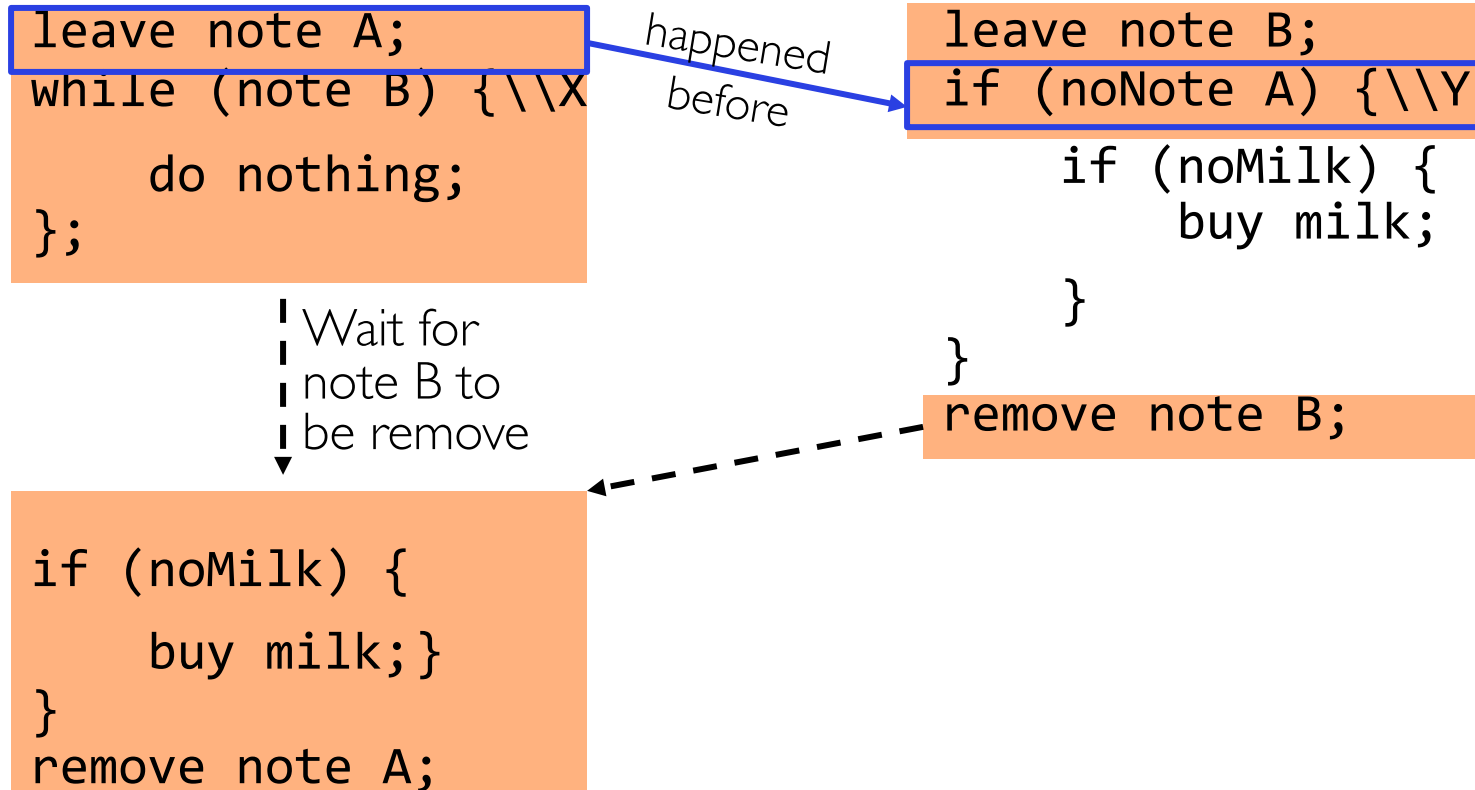 leave note A;
while (note B) {\\X
do nothing;
};
happened
before
leave note B;
if (noNote A) {\\Y
if (noMilk) {
buy milk;
}
}
remove note B;
Wait for
note B to
be remove
if (noMilk) {
buy milk;}
}
remove note A;